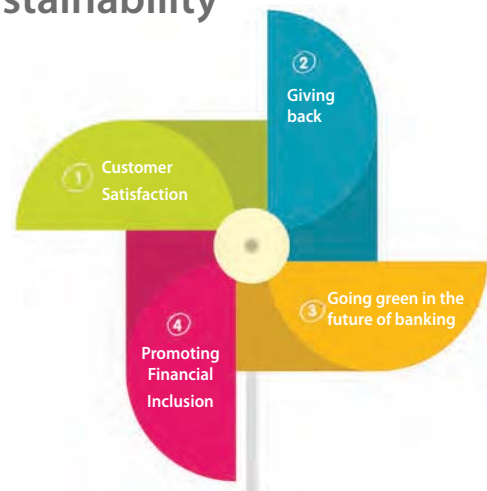 stainability
1
Customer
Satisfaction
2
Giving
back
3
Going green in the
future of banking
4
Promoting
Financial
Inclusion